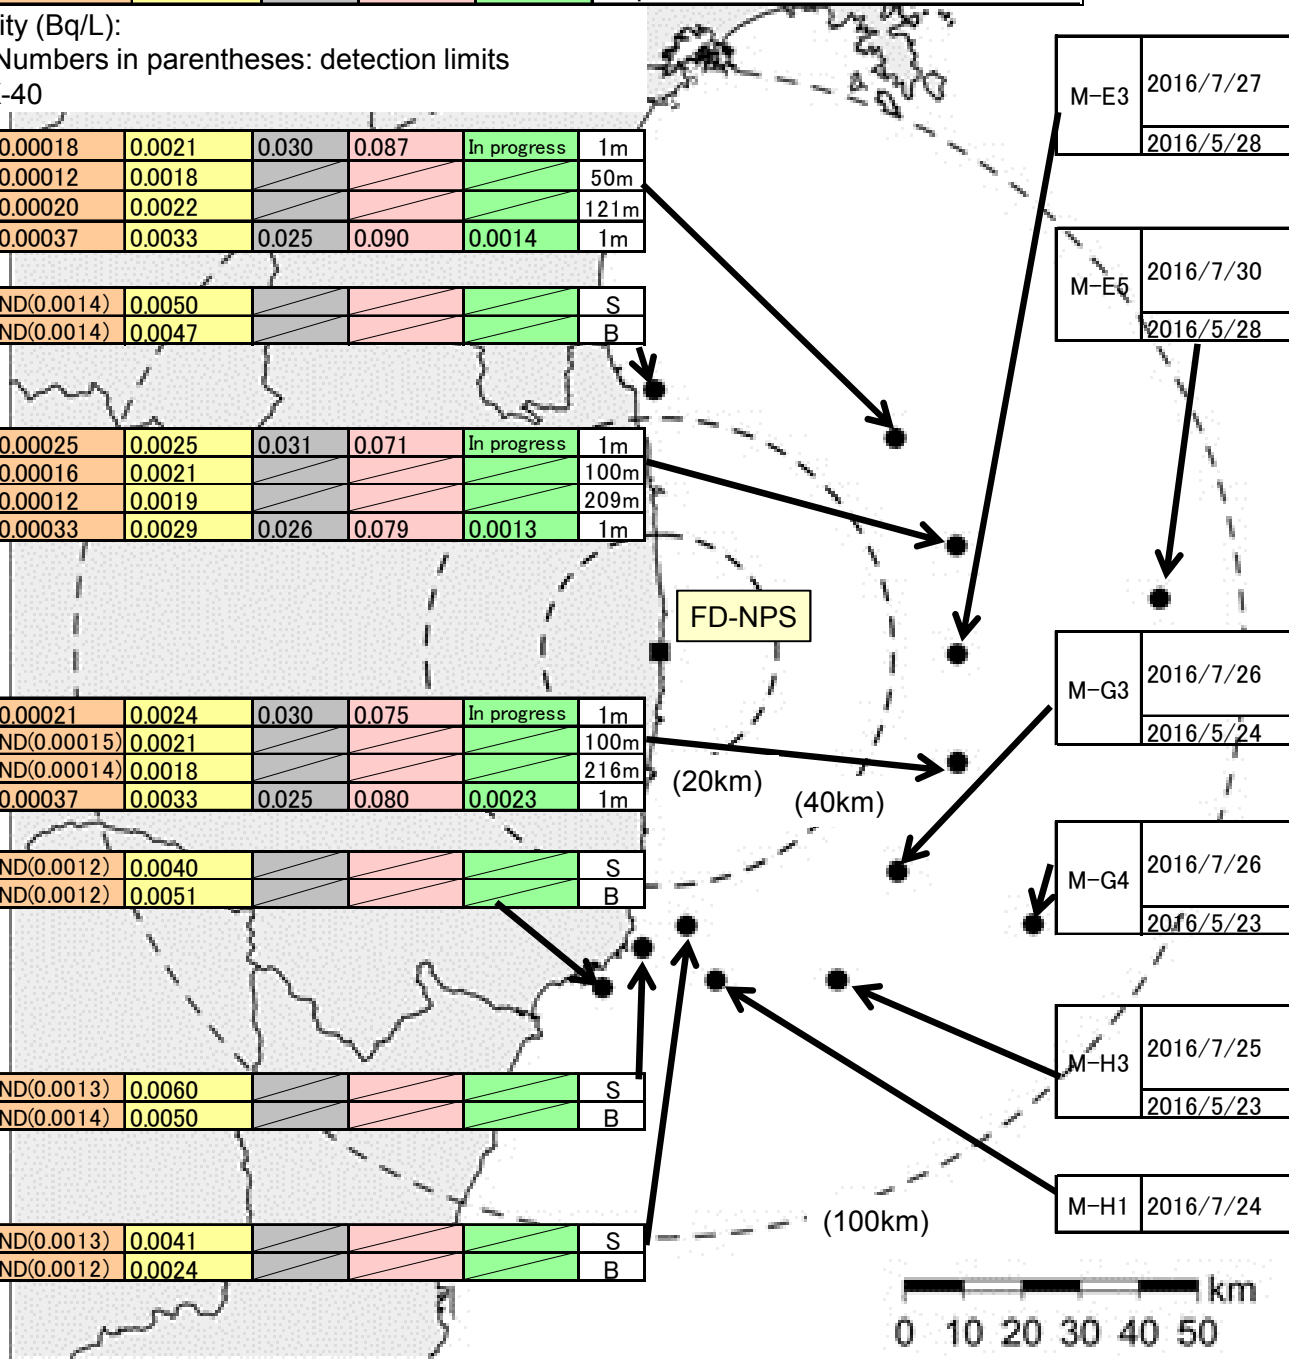 ity (Bq/L):
Numbers in parentheses: detection limits
-40
0.00018 0.0021 0.030 0.087 In progress 1m
0.00012 0.0018 50m
0.00020 0.0022 121m
0.00037 0.0033 0.025 0.090 0.0014 1m
ND(0.0014) 0.0050 S
ND(0.0014) 0.0047 B
0.00025 0.0025 0.031 0.071 In progress 1m
0.00016 0.0021 100m
0.00012 0.0019 209m
0.00033 0.0029 0.026 0.079 0.0013 1m
0.00021 0.0024 0.030 0.075 In progress 1m
ND(0.00015) 0.0021 100m
ND(0.00014) 0.0018 216m
0.00037 0.0033 0.025 0.080 0.0023 1m
ND(0.0012) 0.0040 S
ND(0.0012) 0.0051 B
ND(0.0013) 0.0060 S
ND(0.0014) 0.0050 B
ND(0.0013) 0.0041 S
ND(0.0012) 0.0024 B
FD-NPS
(20km)
(40km)
(100km)
M-E3 2016/7/27
2016/5/28
M-E5 2016/7/30
2016/5/28
M-G3 2016/7/26
2016/5/24
M-G4 2016/7/26
2016/5/23
M-H3 2016/7/25
2016/5/23
M-H1 2016/7/24
km
0 10 20 30 40 50